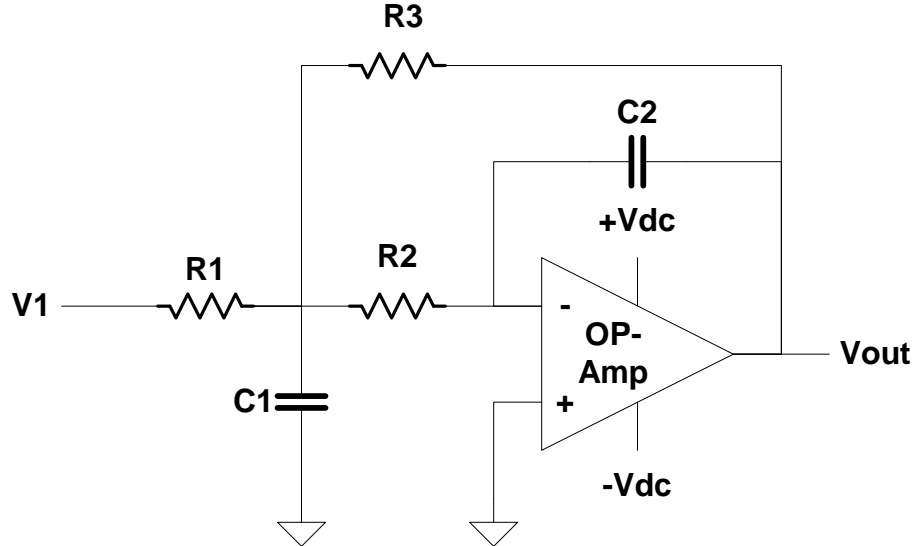 R3
C2
+Vdc
R1
R2
V1
-
OP-
Amp
Vout
C1
+
-Vdc